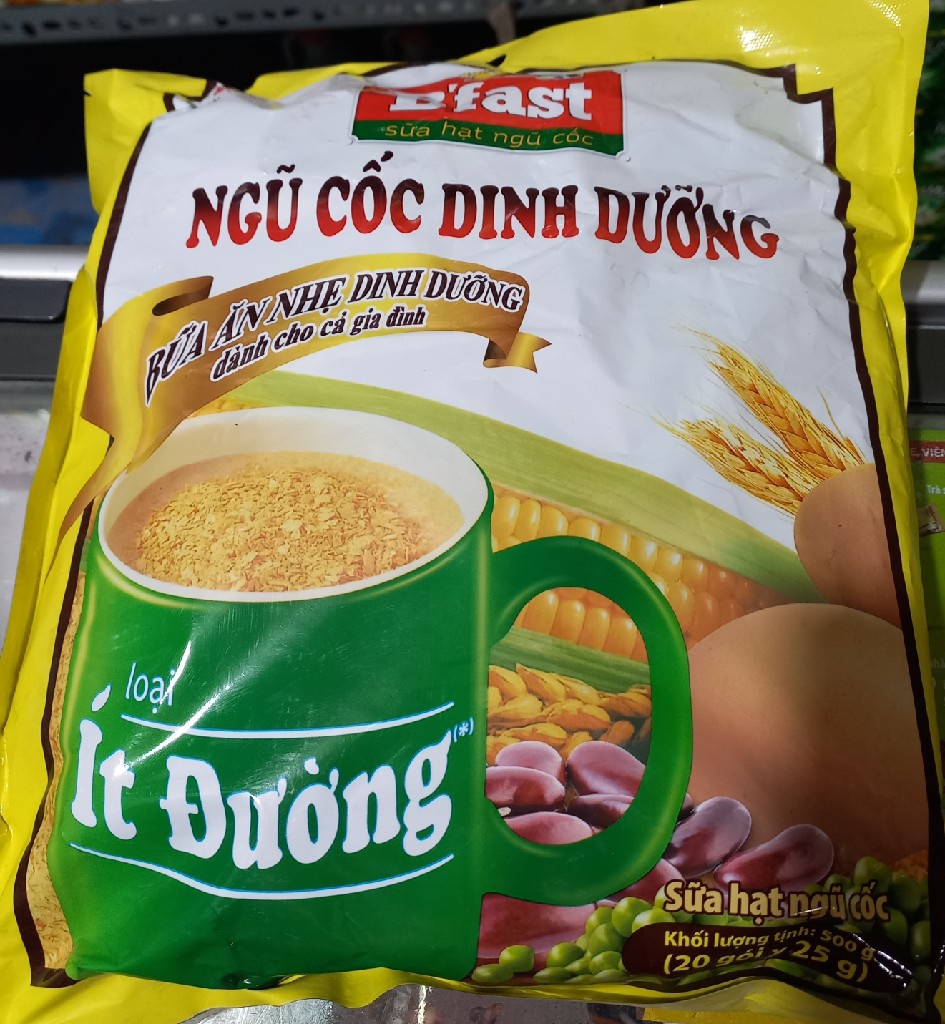 B'fast
sữa hạt ngũ cốc
NGŨ CỐC DINH DƯỠNG
BỮA ĂN NHẸ DINH DƯỠNG
dành cho cả gia đình
loại
Ít Đường(*)
Sữa hạt ngũ cốc
Khối lượng tịnh: 500 g
(20 gói x 25 g)